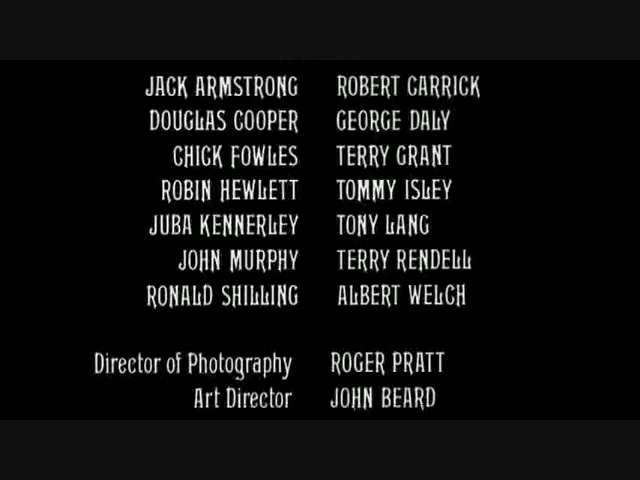 JACK ARMSTRONG ROBERT CARRICK
DOUGLAS COOPER GEORGE DALY
CHICK FOWLES TERRY GRANT
ROBIN HEWLETT TOMMY ISLEY
JUBA KENNERLEY TONY LANG
JOHN MURPHY TERRY RENDELL
RONALD SHILLING ALBERT WELCH
Director of Photography ROGER PRATT
Art Director JOHN BEARD